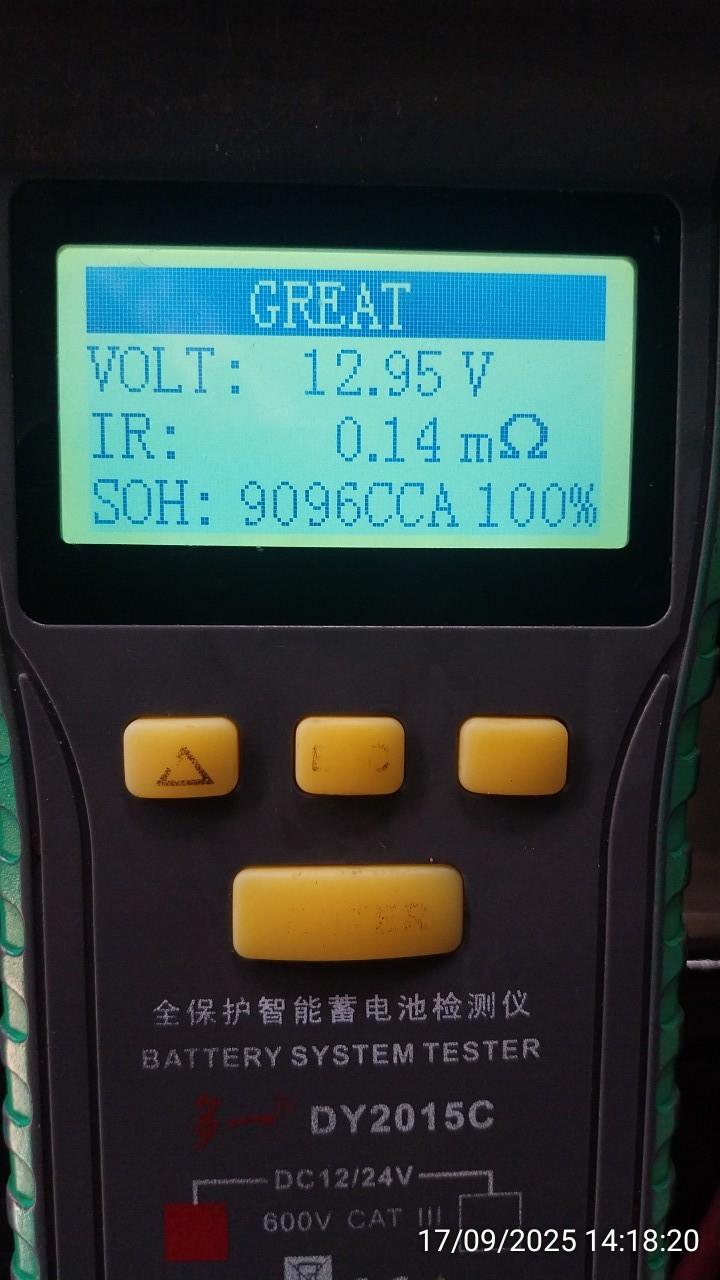 GREAT
VOLT: 12.95 V
IR: 0.14 mΩ
SOH: 9096CCA 100%
全保护智能蓄电池检测仪
BATTERY SYSTEM TESTER
DY2015C
DC12/24V
600V CAT III
17/09/2025 14:18:20